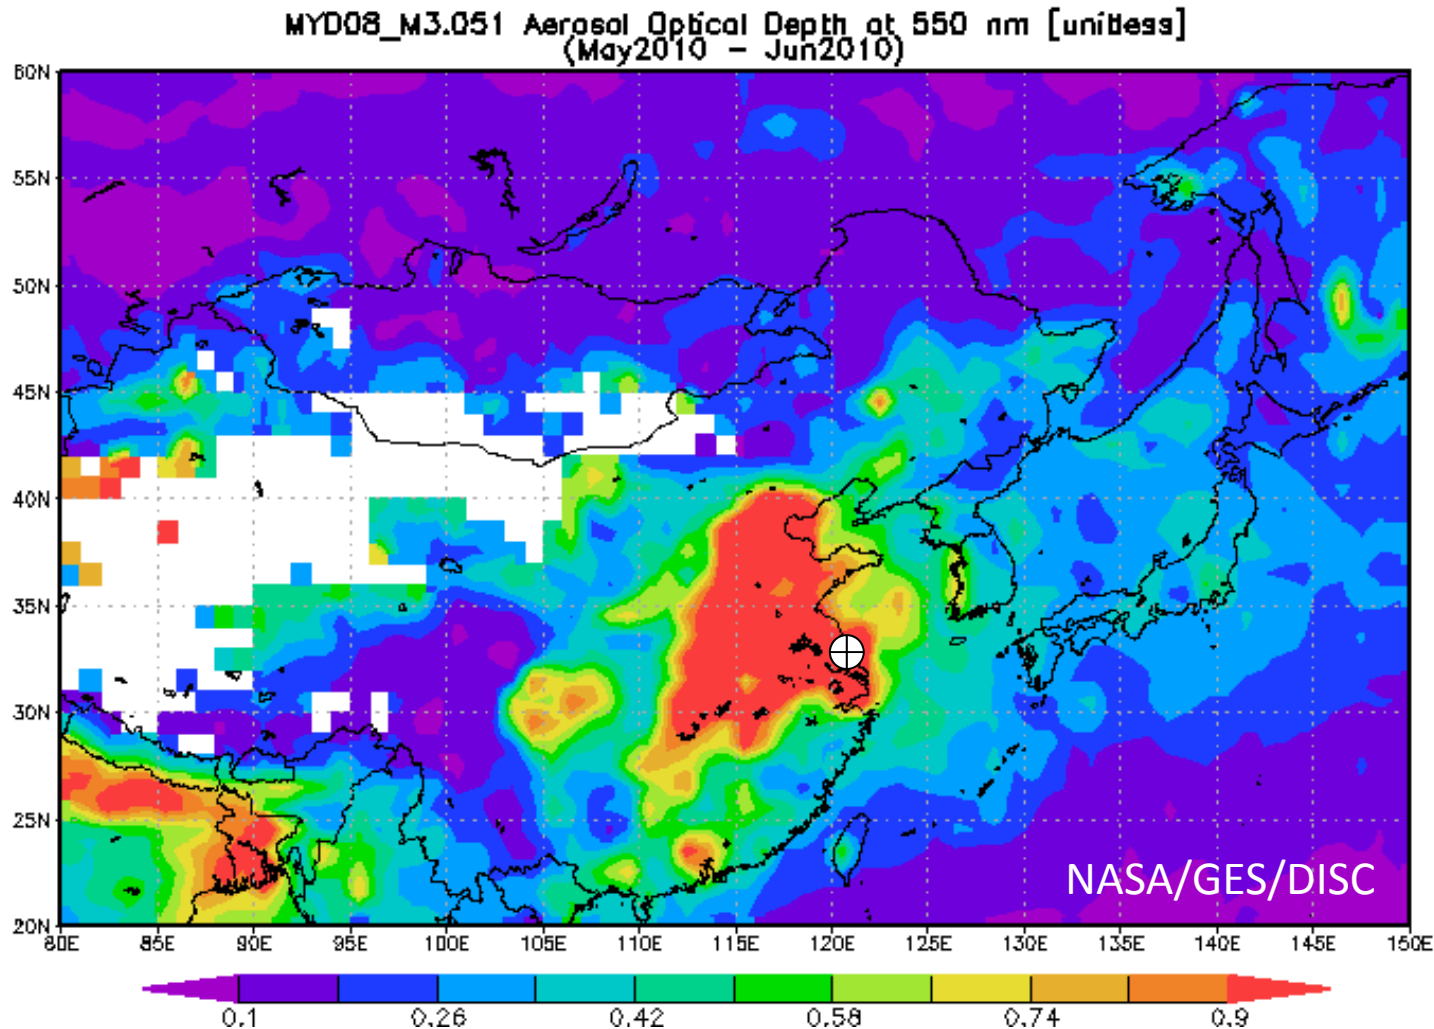 MYD08_M3.051 Aerosol Optical Depth at 550 nm [unitless]
(May2010 - Jun2010)
60N
55N
50N
45N
40N
35N
30N
25N
20N
NASA/GES/DISC
80E 85E 90E 95E 100E 105E 110E 115E 120E 125E 130E 135E 140E 145E 150E
0.1 0.26 0.42 0.58 0.74 0.9